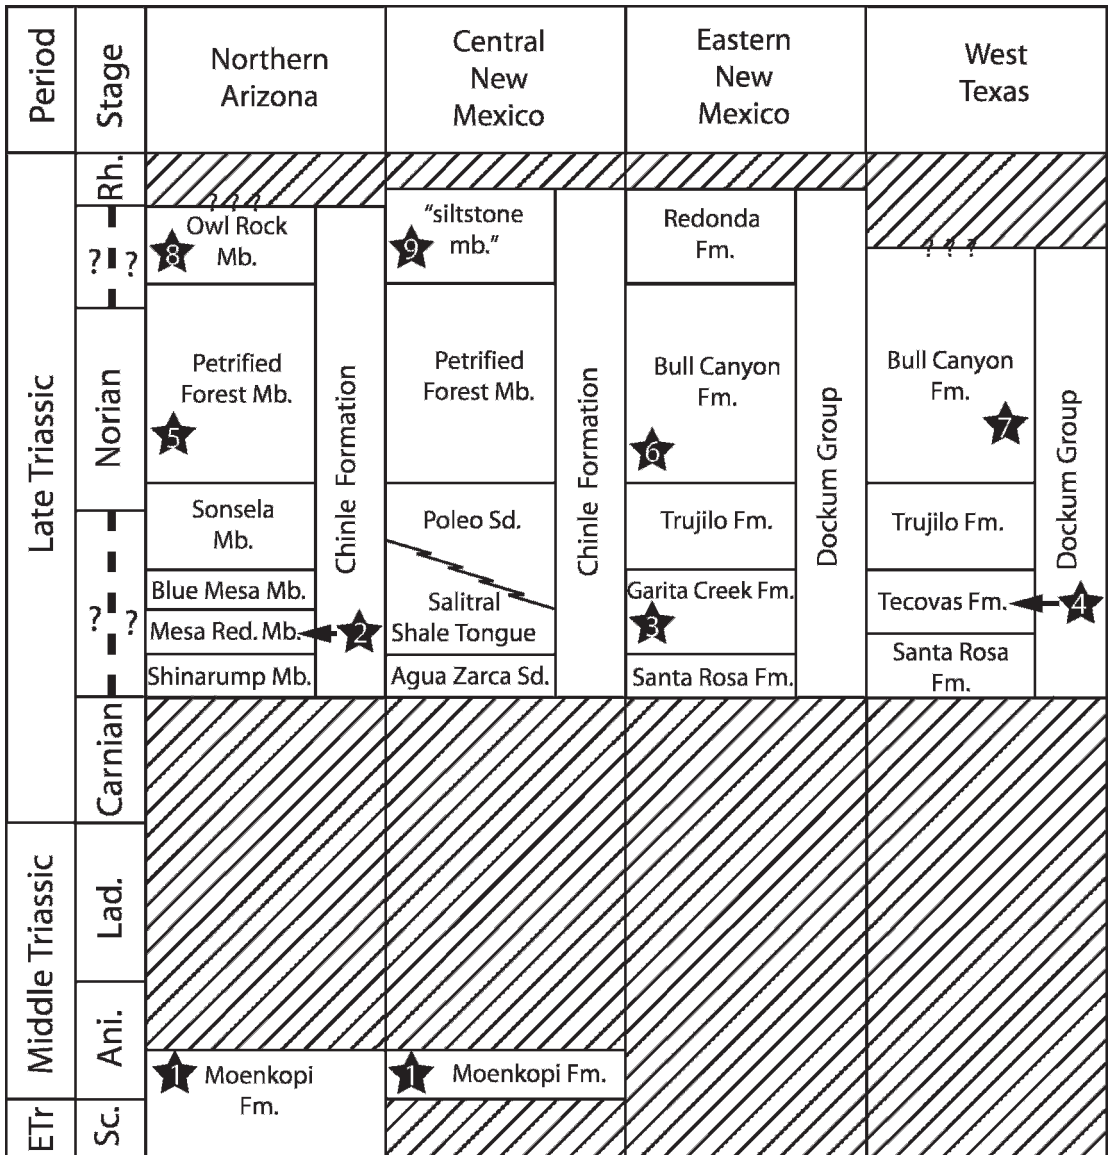 Period
Stage
Northern
Arizona
Central
New
Mexico
Eastern
New
Mexico
West
Texas
Late Triassic
Middle Triassic
ETr
Rh.
? ?
Norian
? ?
Carnian
Lad.
Ani.
Sc.
? ? ?
Owl Rock
Mb.
8
Petrified
Forest Mb.
5
Sonsela
Mb.
Blue Mesa Mb.
Mesa Red. Mb.
2
Shinarump Mb.
Chinle Formation
1
Moenkopi
Fm.
"siltstone
mb."
9
Petrified
Forest Mb.
Poleo Sd.
Salitral
Shale Tongue
Agua Zarca Sd.
Chinle Formation
1
Moenkopi Fm.
Redonda
Fm.
Bull Canyon
Fm.
6
Trujilo Fm.
Garita Creek Fm.
3
Santa Rosa Fm.
Dockum Group
? ? ?
Bull Canyon
Fm.
7
Trujilo Fm.
Tecovas Fm.
4
Santa Rosa
Fm.
Dockum Group